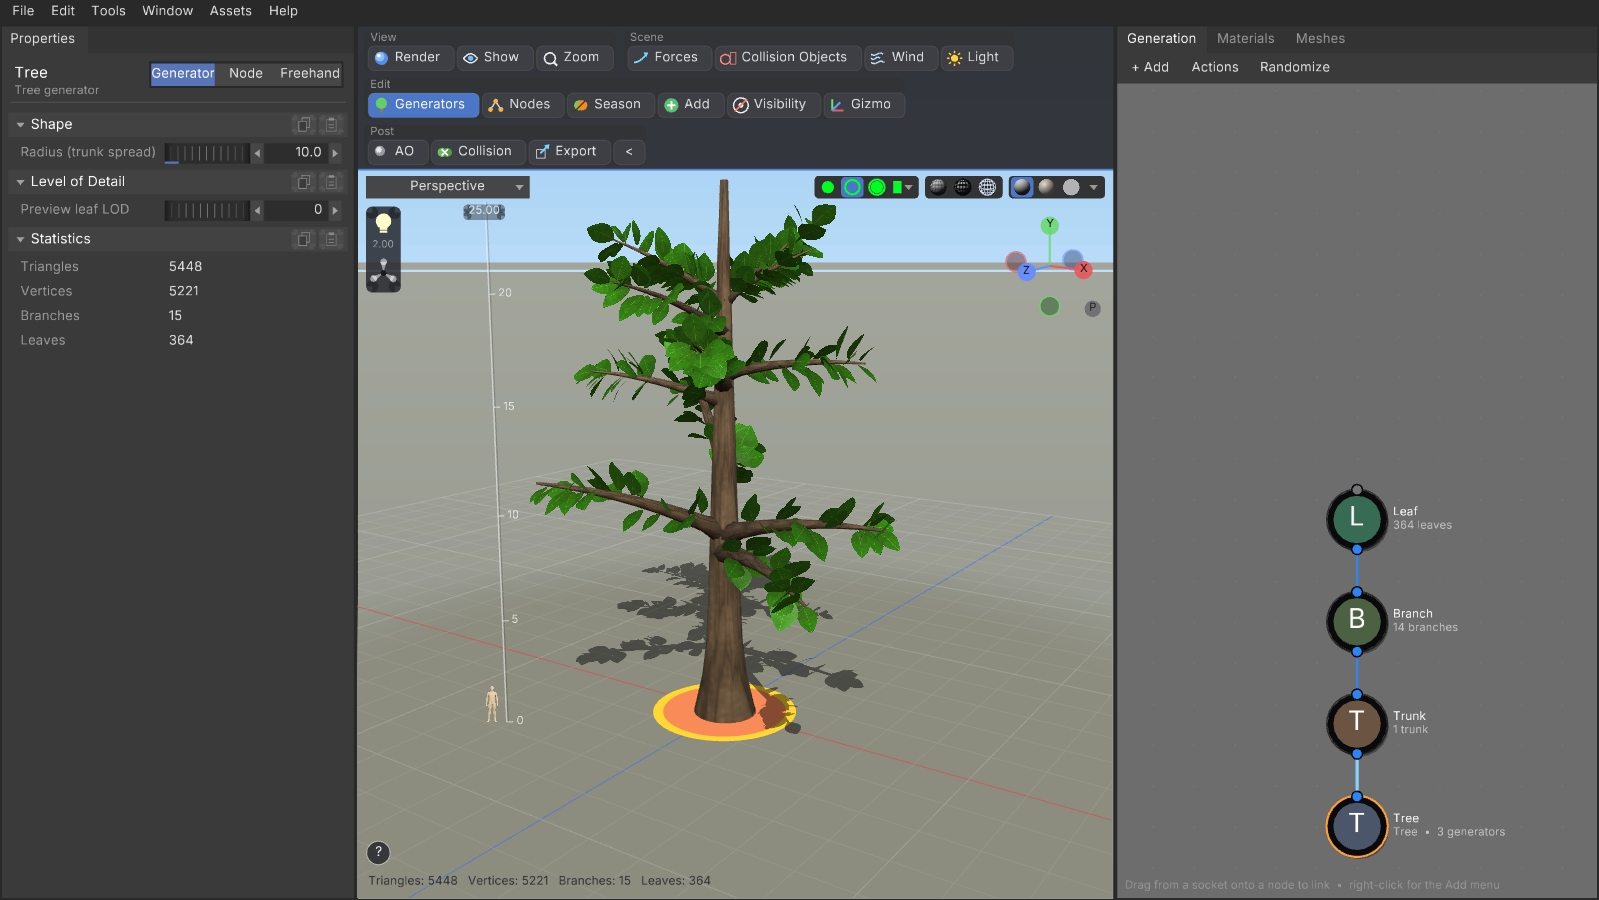 File Edit Tools Window Assets Help
Properties
Tree
Tree generator
Generator Node Freehand
Shape
Radius (trunk spread) 10.0
Level of Detail
Preview leaf LOD 0
Statistics
Triangles 5448
Vertices 5221
Branches 15
Leaves 364
View
Render Show Zoom
Scene
Forces Collision Objects Wind Light
Edit
Generators Nodes Season Add Visibility Gizmo
Post
AO Collision Export <
Perspective
2.00
25.00
20
15
10
5
0
Y
Z
X
P
?
Triangles: 5448 Vertices: 5221 Branches: 15 Leaves: 364
Generation Materials Meshes
+ Add Actions Randomize
L
Leaf
364 leaves
B
Branch
14 branches
T
Trunk
1 trunk
T
Tree
Tree • 3 generators
Drag from a socket onto a node to link • right-click for the Add menu